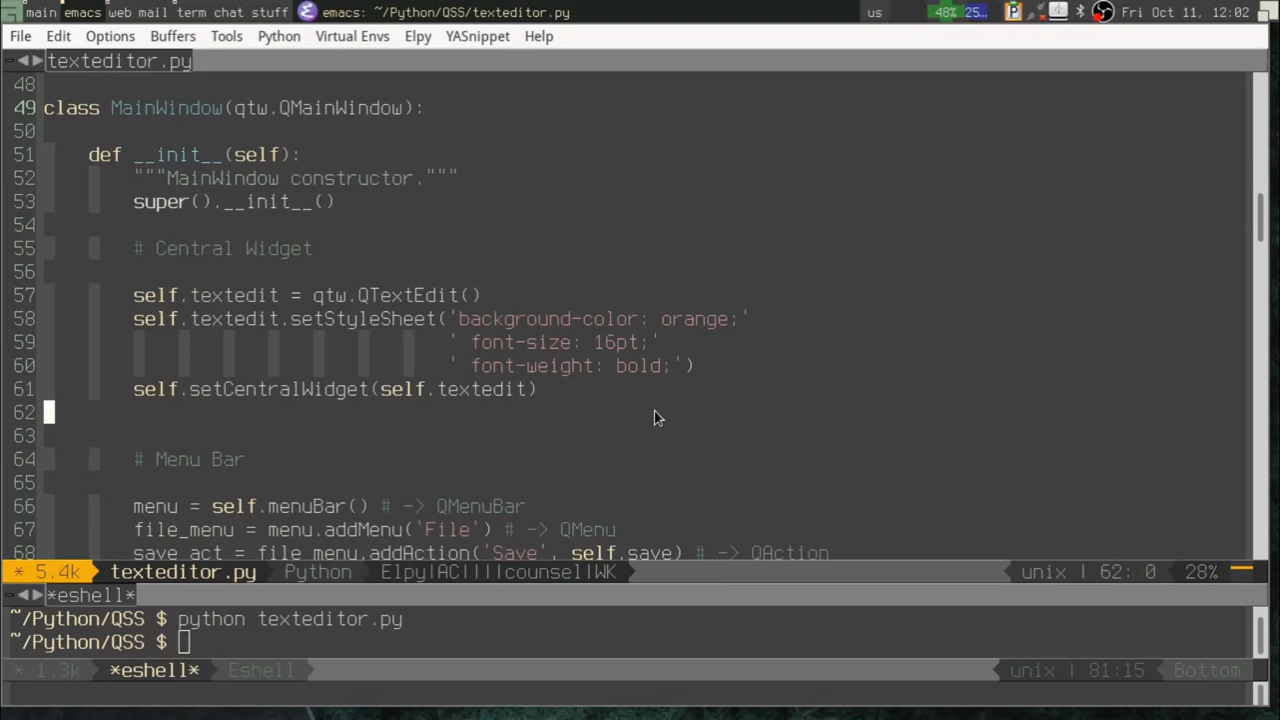 main emacs web mail term chat stuff emacs: ~/Python/QSS/texteditor.py us 48% 25... Fri Oct 11, 12:02
File Edit Options Buffers Tools Python Virtual Envs Elpy YASnippet Help
texteditor.py
48
49 class MainWindow(qtw.QMainWindow):
50
51 def __init__(self):
52 """MainWindow constructor."""
53 super().__init__()
54
55 # Central Widget
56
57 self.textedit = qtw.QTextEdit()
58 self.textedit.setStyleSheet('background-color: orange;'
59 ' font-size: 16pt;'
60 ' font-weight: bold;')
61 self.setCentralWidget(self.textedit)
62
63
64 # Menu Bar
65
66 menu = self.menuBar() # -> QMenuBar
67 file_menu = menu.addMenu('File') # -> QMenu
68 save_act = file_menu.addAction('Save', self.save) # -> QAction
* 5.4k texteditor.py Python Elpy|AC||||counsel|WK unix | 62: 0 28%
*eshell*
~/Python/QSS $ python texteditor.py
~/Python/QSS $
* 1.3k *eshell* Eshell unix | 81:15 Bottom